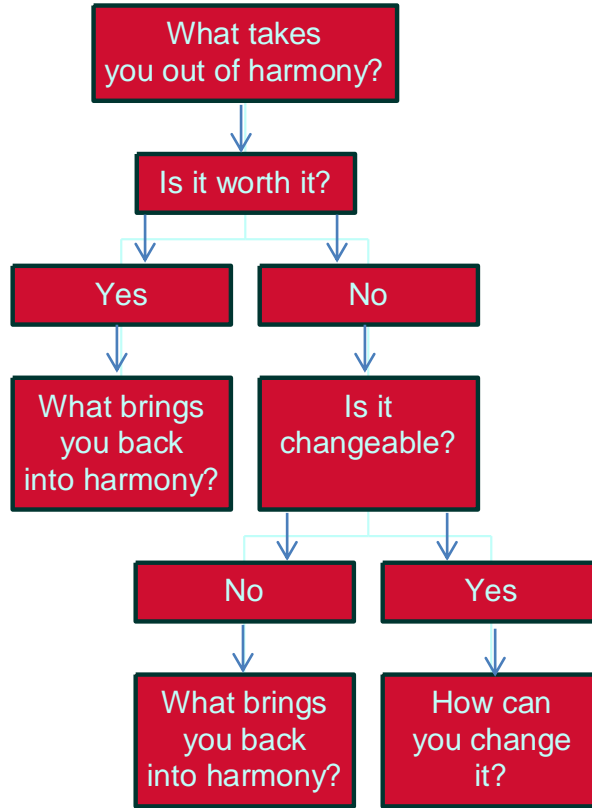 What takes
you out of harmony?
Is it worth it?
Yes
No
What brings
you back
into harmony?
Is it
changeable?
No
Yes
What brings
you back
into harmony?
How can
you change
it?